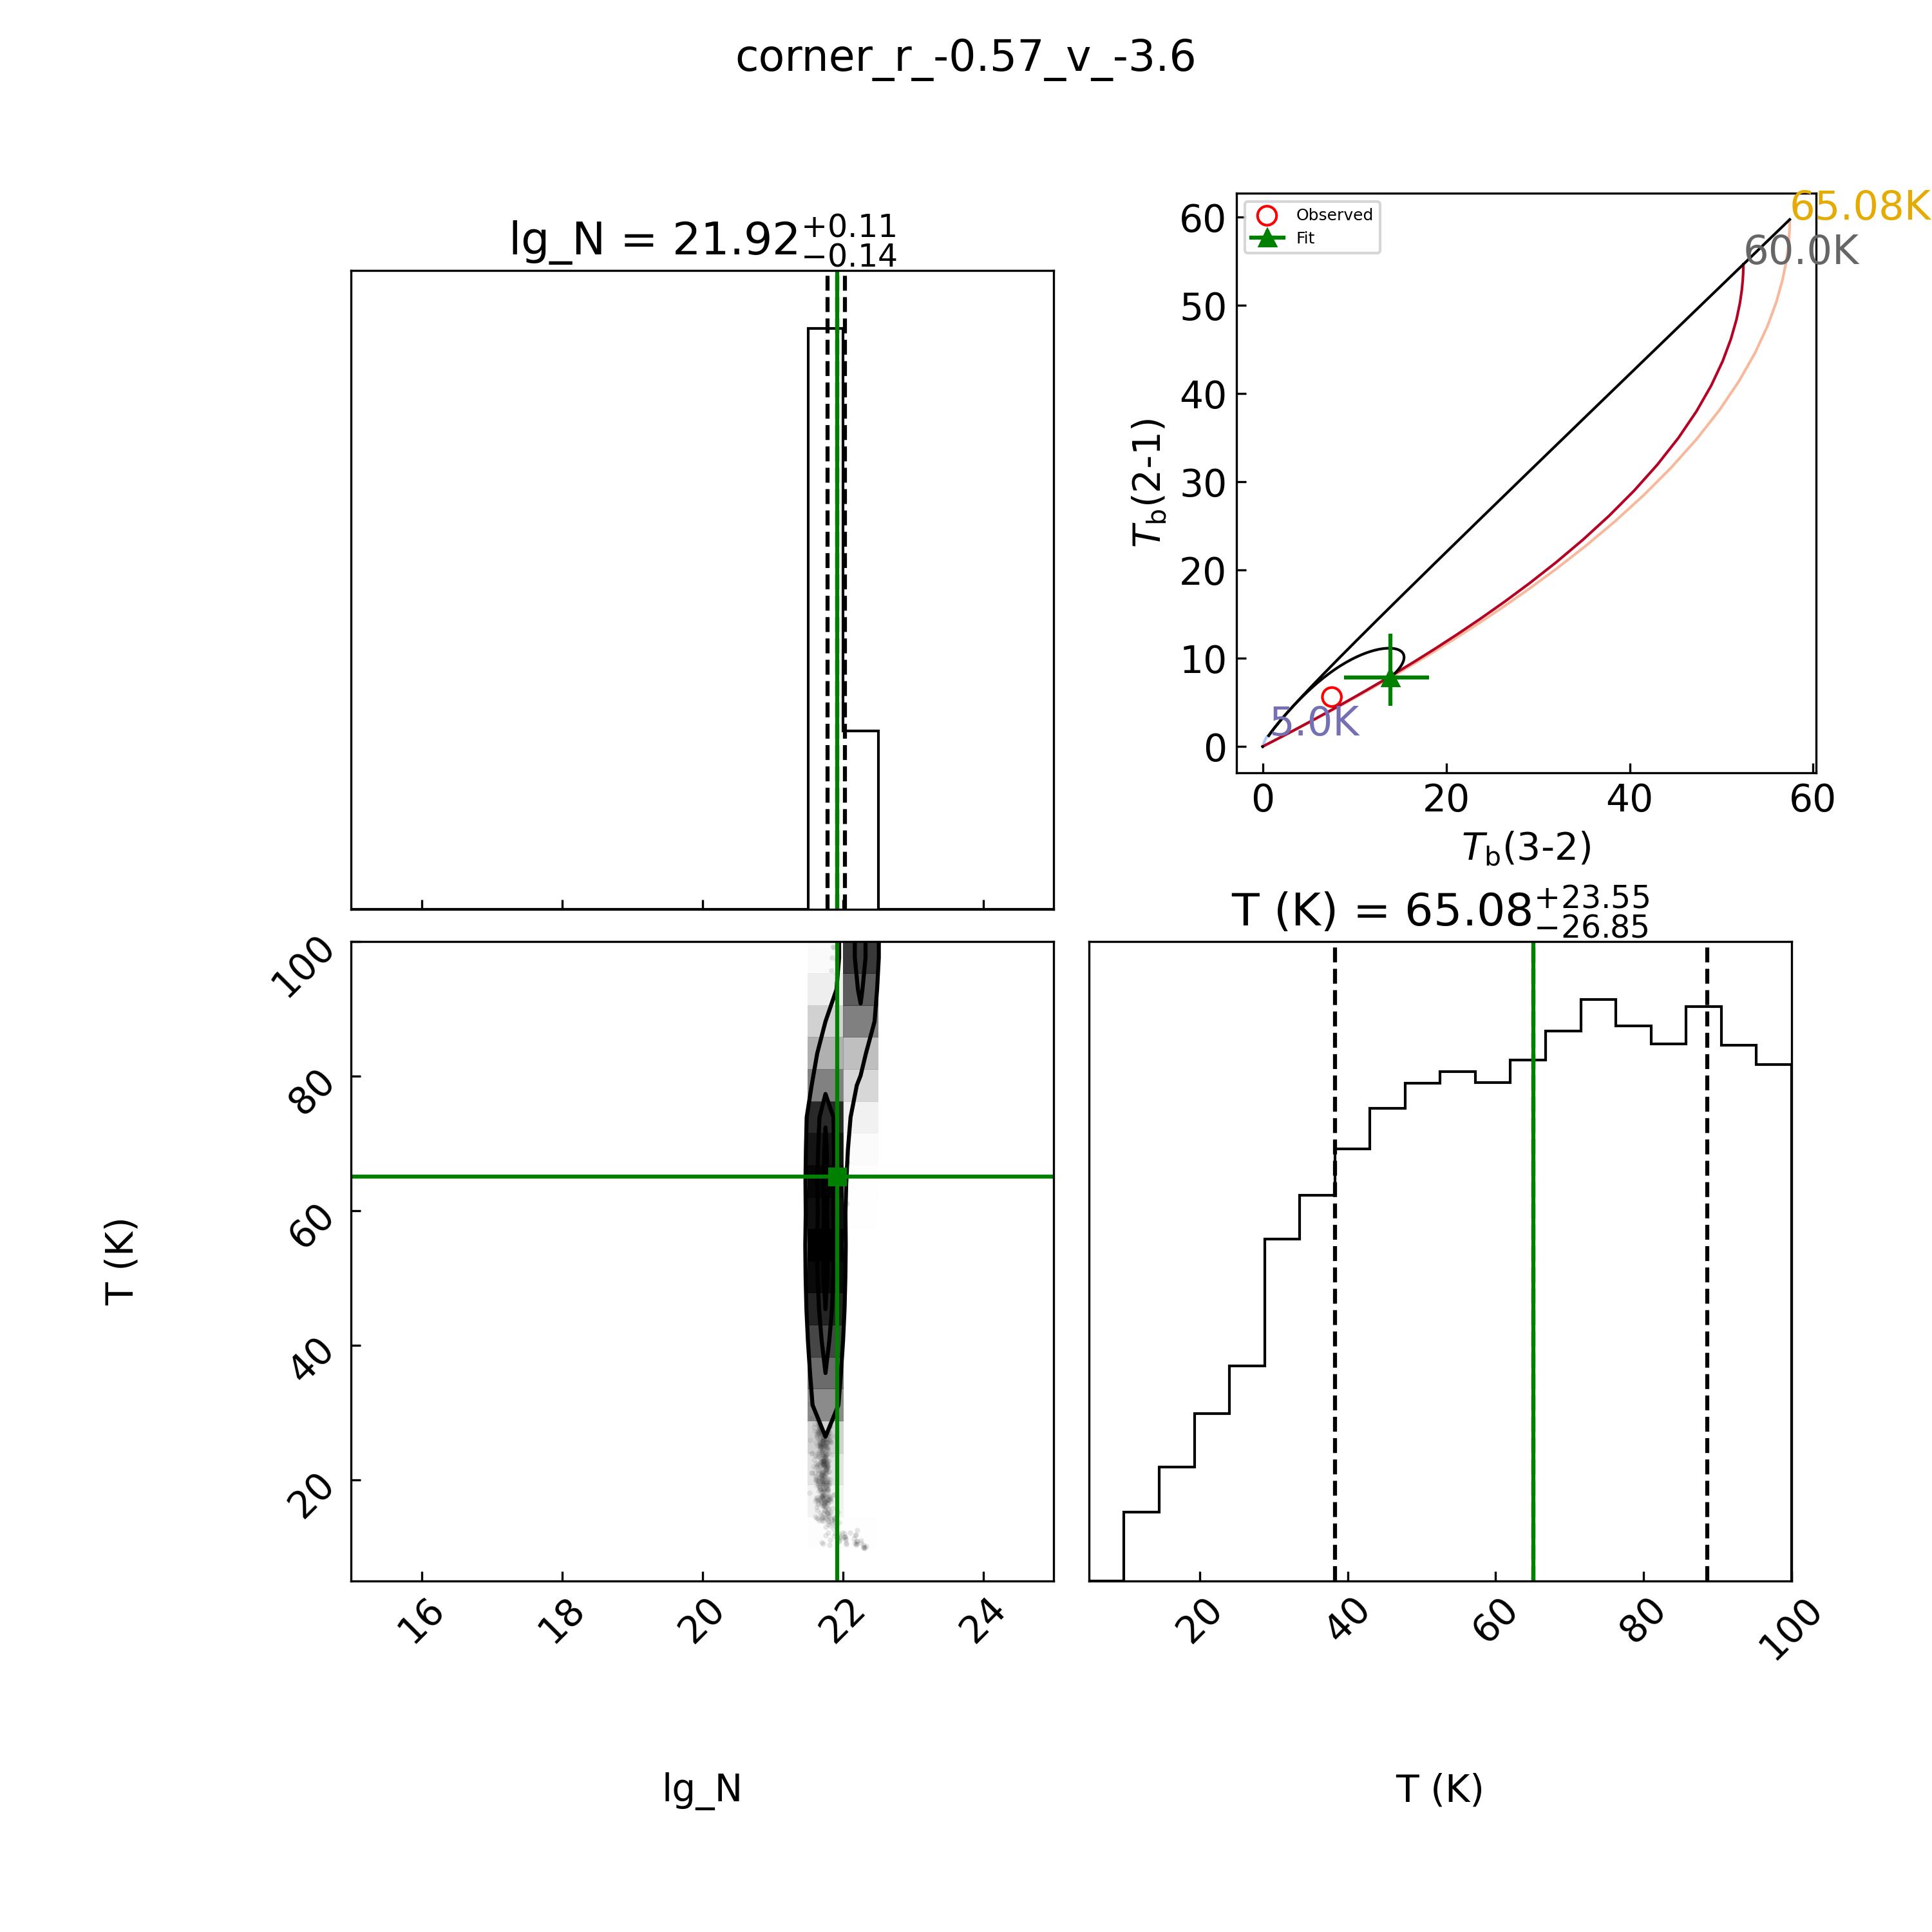 corner_r_-0.57_v_-3.6
lg_N = 21.92+0.11−0.14
Observed
Fit
65.08K
60.0K
5.0K
60
50
40
30
20
10
0
Tb(2-1)
0 20 40 60
Tb(3-2)
T (K) = 65.08+23.55−26.85
100
80
60
40
20
T (K)
16 18 20 22 24
lg_N
20 40 60 80 100
T (K)